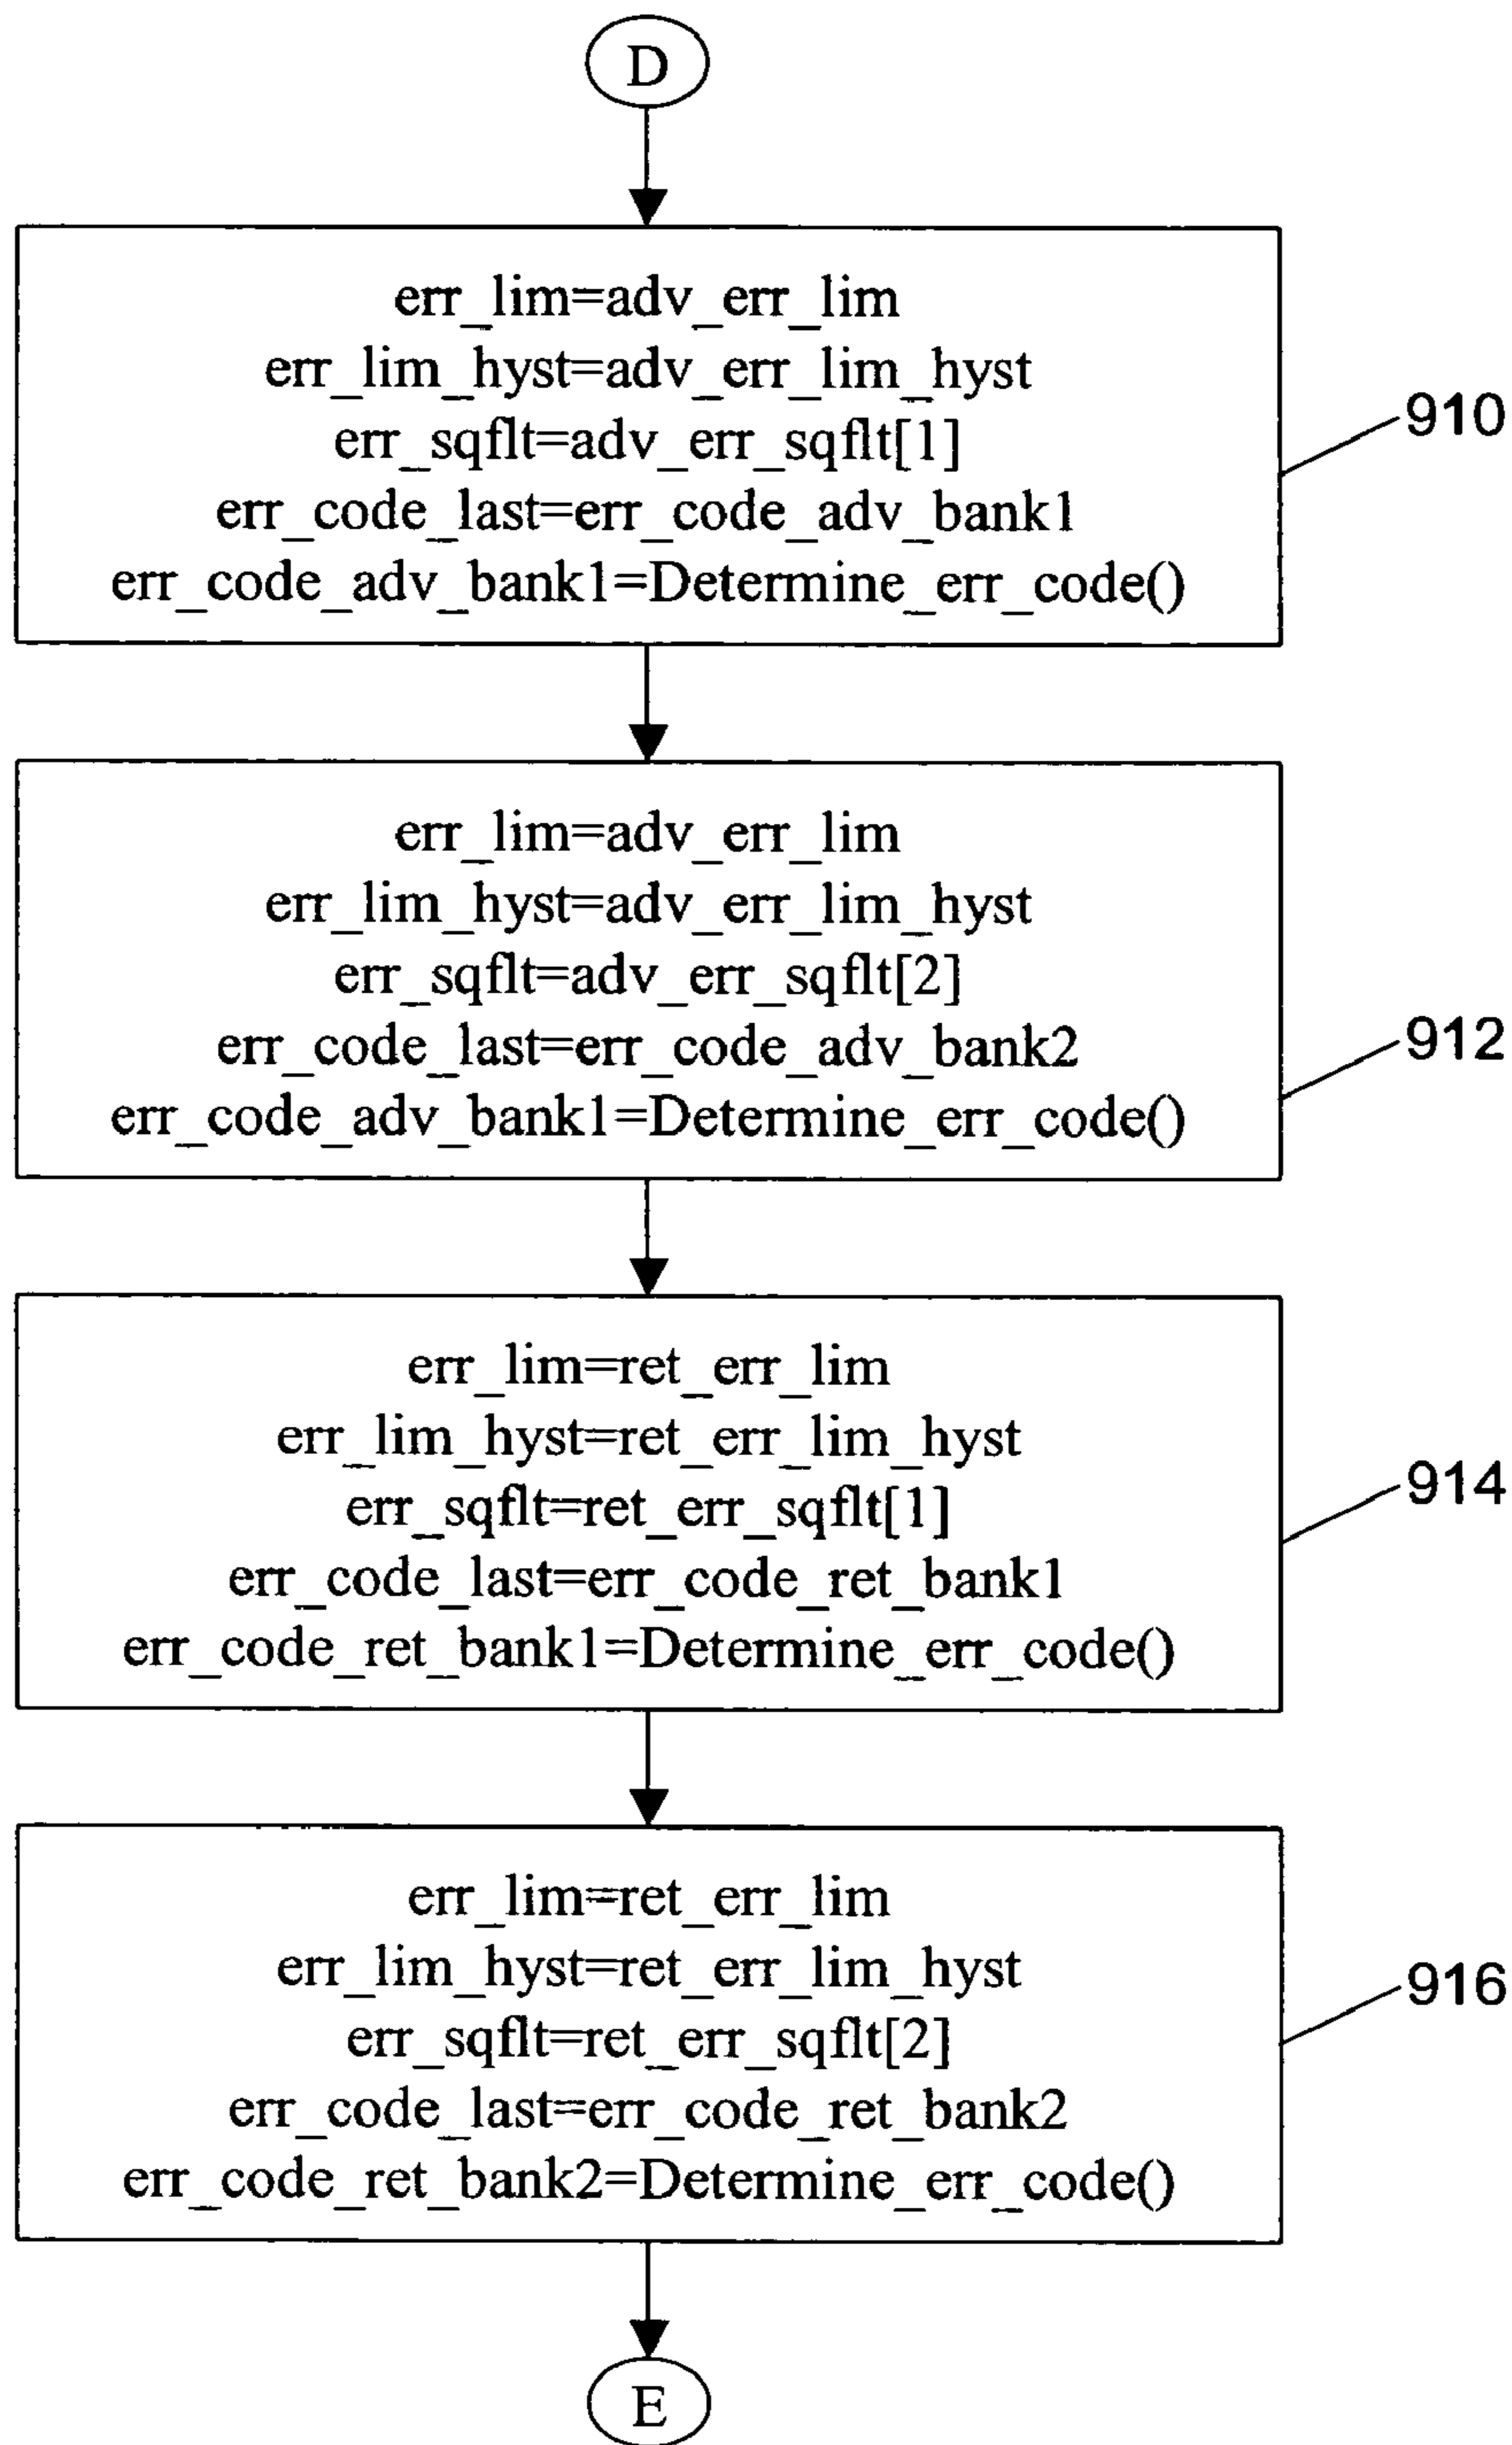 D
err_lim=adv_err_lim
err_lim_hyst=adv_err_lim_hyst
err_sqflt=adv_err_sqflt[1]
err_code_last=err_code_adv_bank1
err_code_adv_bank1=Determine_err_code()
910
err_lim=adv_err_lim
err_lim_hyst=adv_err_lim_hyst
err_sqflt=adv_err_sqflt[2]
err_code_last=err_code_adv_bank2
err_code_adv_bank1=Determine_err_code()
912
err_lim=ret_err_lim
err_lim_hyst=ret_err_lim_hyst
err_sqflt=ret_err_sqflt[1]
err_code_last=err_code_ret_bank1
err_code_ret_bank1=Determine_err_code()
914
err_lim=ret_err_lim
err_lim_hyst=ret_err_lim_hyst
err_sqflt=ret_err_sqflt[2]
err_code_last=err_code_ret_bank2
err_code_ret_bank2=Determine_err_code()
916
E